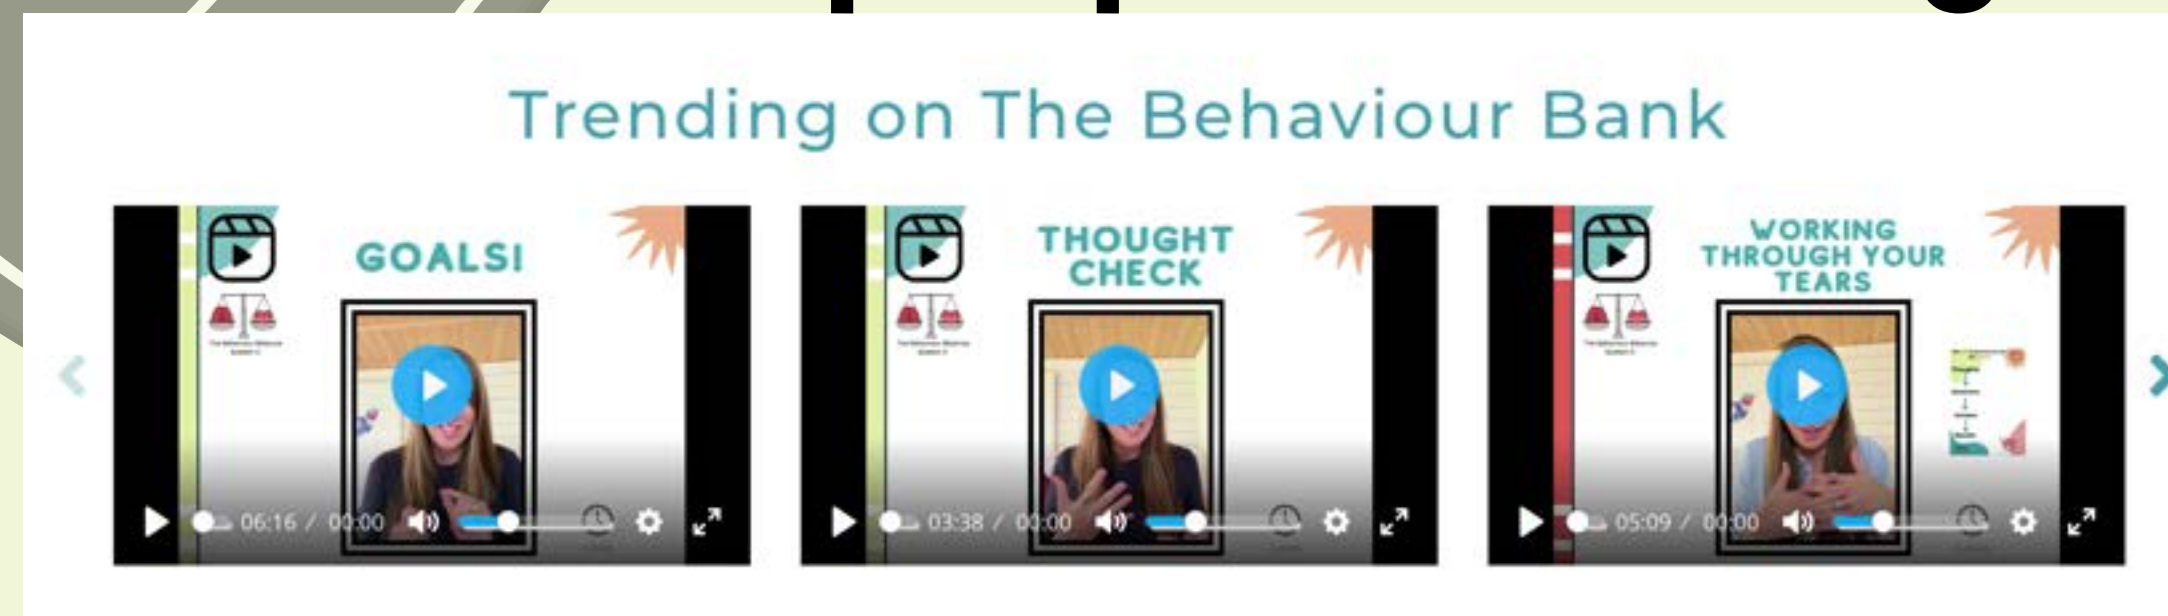 Trending on The Behaviour Bank
GOALS!
06:16 / 00:00
THOUGHT
CHECK
03:38 / 00:00
WORKING
THROUGH YOUR
TEARS
05:09 / 00:00